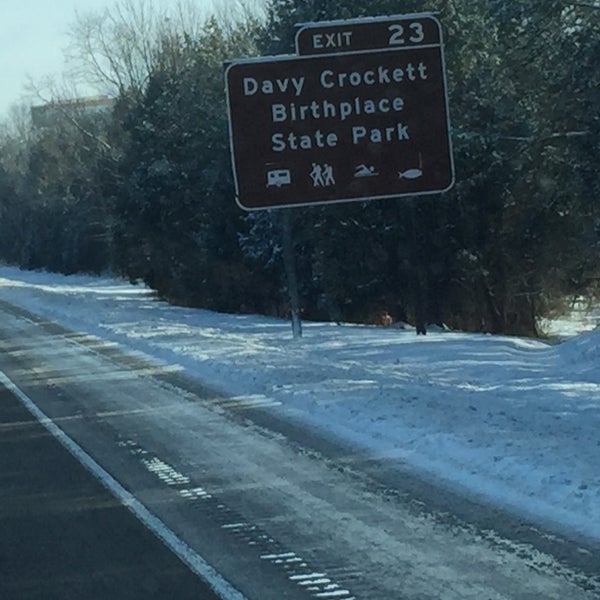 EXIT 23
Davy Crockett
Birthplace
State Park